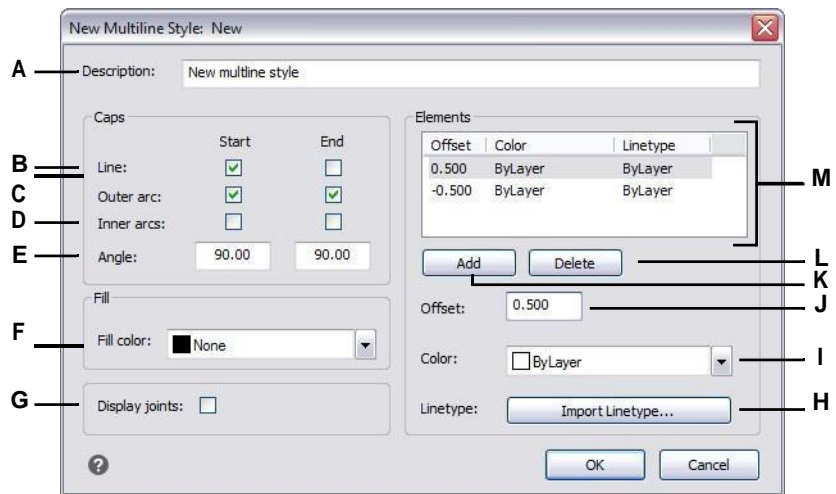 New Multiline Style: New
A
Description: New multline style
Caps
Start End
B
Line:
C
Outer arc:
D
Inner arcs:
E
Angle: 90.00 90.00
Fill
F
Fill color: None
G
Display joints:
Elements
Offset Color Linetype
0.500 ByLayer ByLayer
-0.500 ByLayer ByLayer
M
Add Delete
L
K
Offset: 0.500
J
Color: ByLayer
I
Linetype: Import Linetype...
H
?
OK Cancel